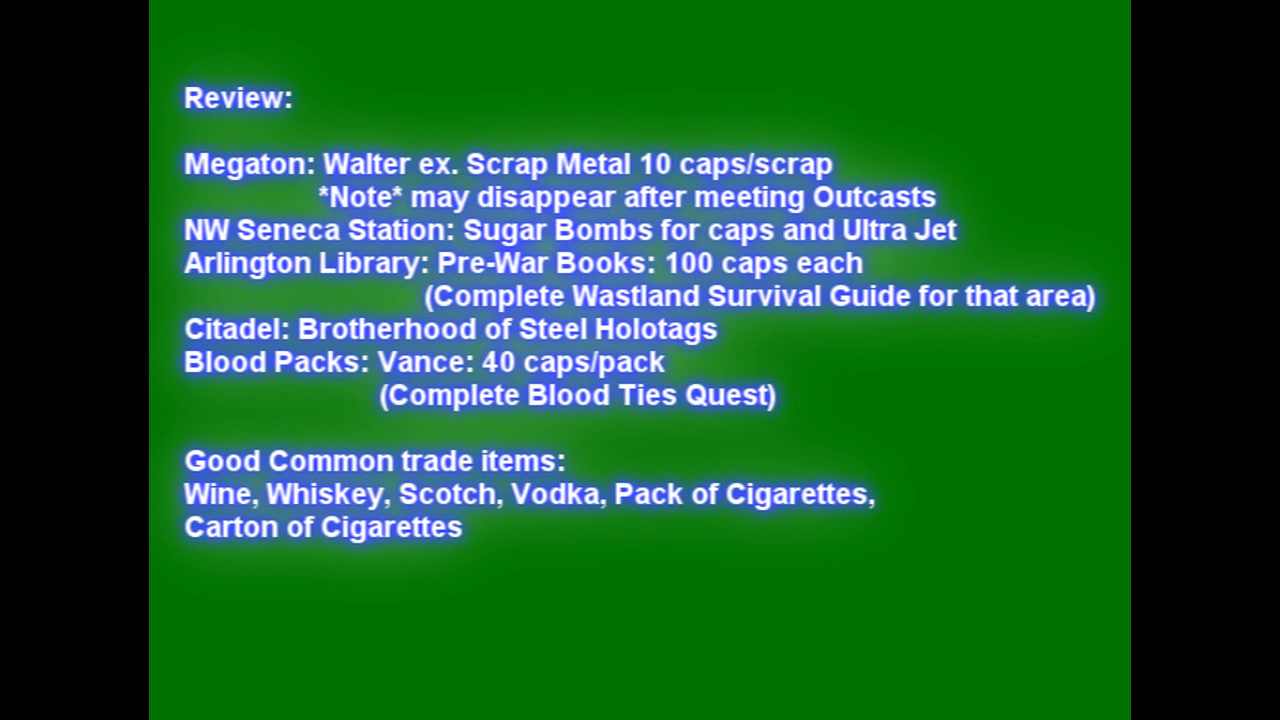 Review:
Megaton: Walter ex. Scrap Metal 10 caps/scrap
*Note* may disappear after meeting Outcasts
NW Seneca Station: Sugar Bombs for caps and Ultra Jet
Arlington Library: Pre-War Books: 100 caps each
(Complete Wastland Survival Guide for that area)
Citadel: Brotherhood of Steel Holotags
Blood Packs: Vance: 40 caps/pack
(Complete Blood Ties Quest)
Good Common trade items:
Wine, Whiskey, Scotch, Vodka, Pack of Cigarettes,
Carton of Cigarettes